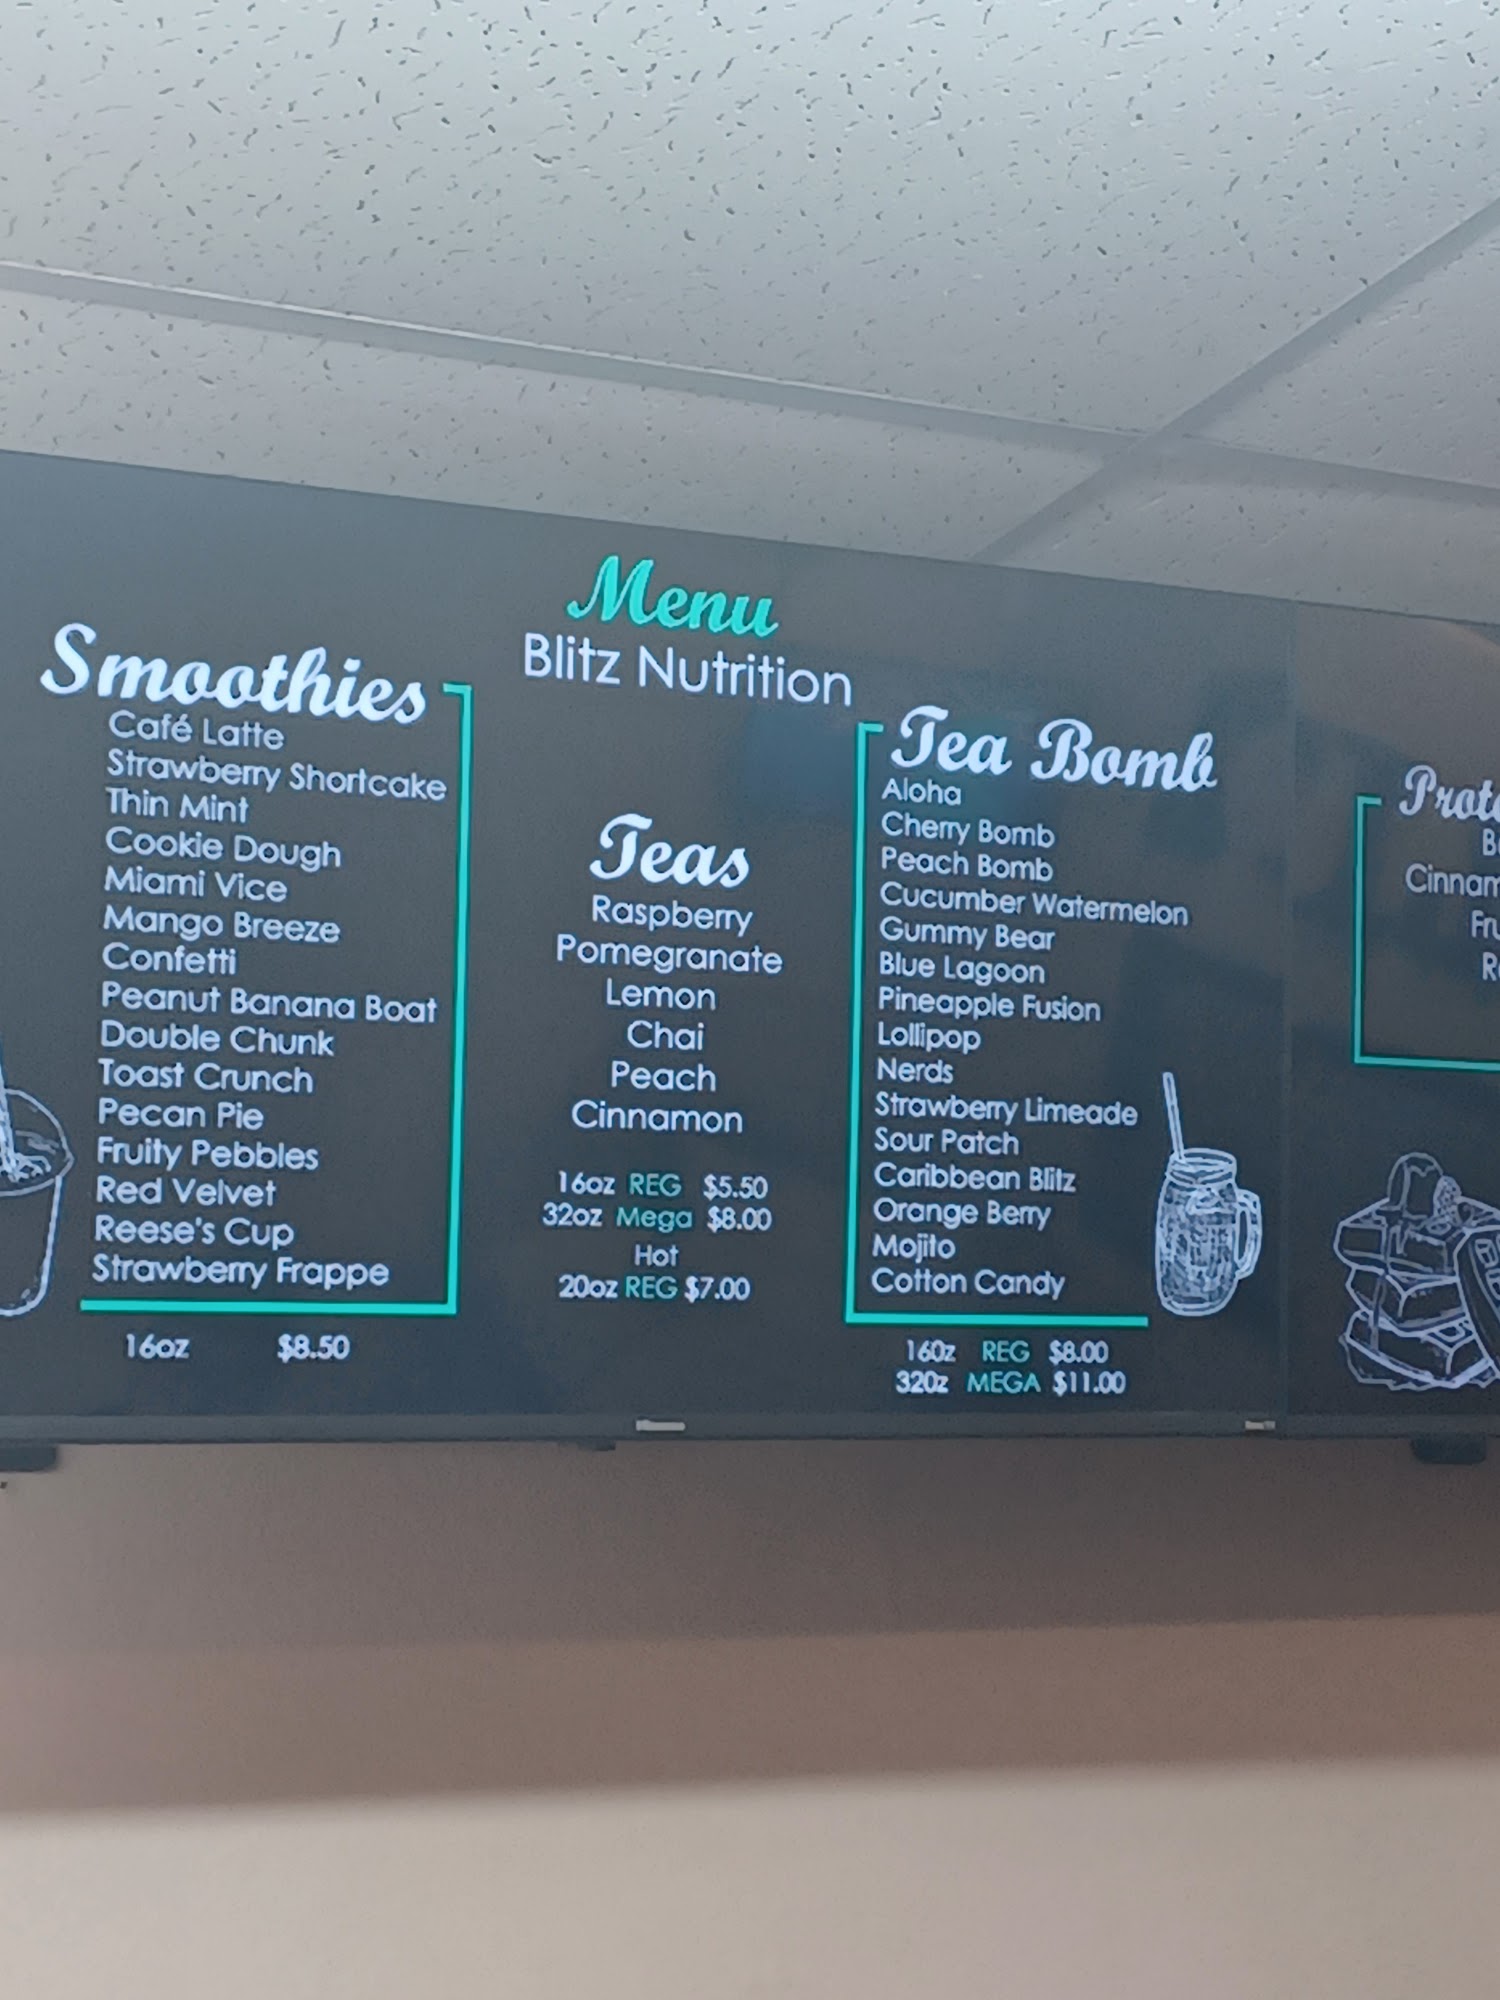 Menu
Blitz Nutrition
Smoothies
Café Latte
Strawberry Shortcake
Thin Mint
Cookie Dough
Miami Vice
Mango Breeze
Confetti
Peanut Banana Boat
Double Chunk
Toast Crunch
Pecan Pie
Fruity Pebbles
Red Velvet
Reese's Cup
Strawberry Frappe
16oz $8.50
Teas
Raspberry
Pomegranate
Lemon
Chai
Peach
Cinnamon
16oz REG $5.50
32oz Mega $8.00
Hot
20oz REG $7.00
Tea Bomb
Aloha
Cherry Bomb
Peach Bomb
Cucumber Watermelon
Gummy Bear
Blue Lagoon
Pineapple Fusion
Lollipop
Nerds
Strawberry Limeade
Sour Patch
Caribbean Blitz
Orange Berry
Mojito
Cotton Candy
160z REG $8.00
320z MEGA $11.00